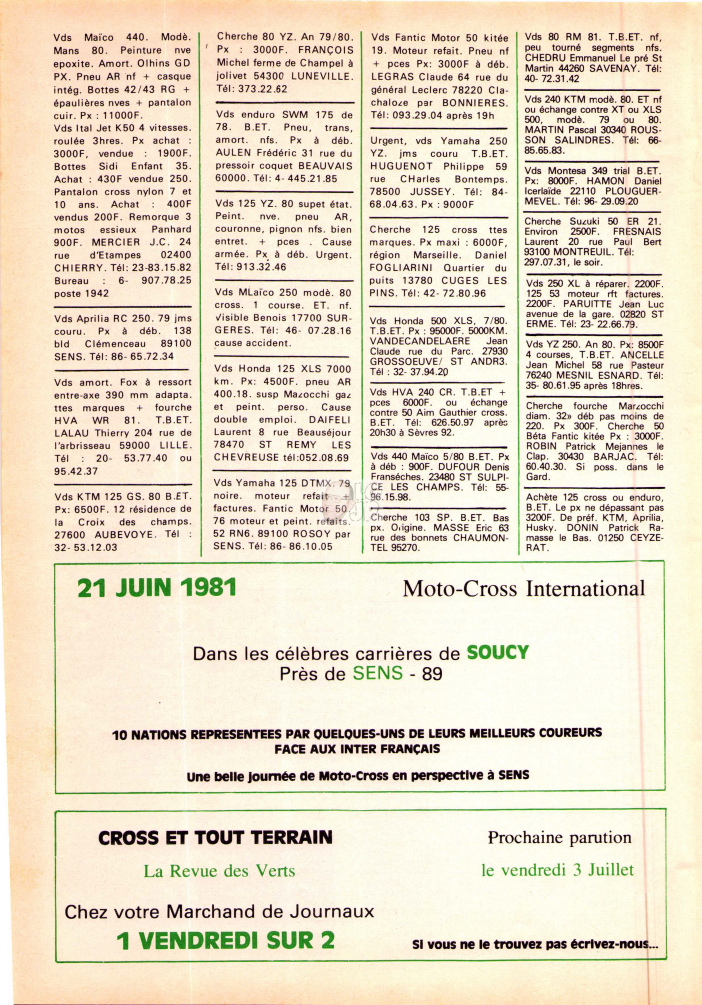 Vds Maïco 440. Modè.
Mans 80. Peinture nve
epoxite. Amort. Olhins GD
PX. Pneu AR nf + casque
intég. Bottes 42/43 RG +
épaulières nves + pantalon
cuir. Px : 11000F.
Vds Ital Jet K50 4 vitesses.
roulée 3hres. Px achat :
3000F, vendue : 1900F.
Bottes Sidi Enfant 35.
Achat : 430F vendue 250.
Pantalon cross nylon 7 et
10 ans. Achat : 400F
vendus 200F. Remorque 3
motos essieux Panhard
900F. MERCIER J.C. 24
rue d'Etampes 02400
CHIERRY. Tél: 23-83.15.82
Bureau : 6- 907.78.25
poste 1942
Vds Aprilia RC 250. 79 jms
couru. Px à déb. 138
bld Clémenceau 89100
SENS. Tél: 86- 65.72.34
Vds amort. Fox à ressort
entre-axe 390 mm adapta.
ttes marques + fourche
HVA WR 81. T.B.ET.
LALAU Thierry 204 rue de
l'arbrisseau 59000 LILLE.
Tél : 20- 53.77.40 ou
95.42.37
Vds KTM 125 GS. 80 B.ET.
Px: 6500F. 12 résidence de
la Croix des champs.
27600 AUBEVOYE. Tél :
32- 53.12.03
Cherche 80 YZ. An 79/80.
Px : 3000F. FRANÇOIS
Michel ferme de Champel à
jolivet 54300 LUNEVILLE.
Tél: 373.22.62
Vds enduro SWM 175 de
78. B.ET. Pneu, trans,
amort. nfs. Px à déb.
AULEN Frédéric 31 rue du
pressoir coquet BEAUVAIS
60000. Tél: 4- 445.21.85
Vds 125 YZ. 80 supet état.
Peint. nve. pneu AR,
couronne, pignon nfs. bien
entret. + pces . Cause
armée. Px à déb. Urgent.
Tél: 913.32.46
Vds MLaïco 250 modè. 80
cross. 1 course. ET. nf.
visible Benois 17700 SUR-
GERES. Tél: 46- 07.28.16
cause accident.
Vds Honda 125 XLS 7000
km. Px: 4500F. pneu AR
400.18. susp Mazocchi gaz
et peint. perso. Cause
double emploi. DAIFELI
Laurent 8 rue Beauséjour
78470 ST REMY LES
CHEVREUSE tél:052.08.69
Vds Yamaha 125 DTMX. 79
noire. moteur refait
factures. Fantic Motor 50.
76 moteur et peint. refaits.
52 RN6. 89100 ROSOY par
SENS. Tél: 86- 86.10.05
Vds Fantic Motor 50 kitée
19. Moteur refait. Pneu nf
+ pces Px: 3000F à déb.
LEGRAS Claude 64 rue du
général Leclerc 78220 Cla-
chaloze par BONNIERES.
Tél: 093.29.04 après 19h
Urgent, vds Yamaha 250
YZ. jms couru T.B.ET.
HUGUENOT Philippe 59
rue CHarles Bontemps.
78500 JUSSEY. Tél: 84-
68.04.63. Px : 9000F
Cherche 125 cross ttes
marques. Px maxi : 6000F,
région Marseille. Daniel
FOGLIARINI Quartier du
puits 13780 CUGES LES
PINS. Tél: 42- 72.80.96
Vds Honda 500 XLS, 7/80.
T.B.ET. Px : 95000F. 5000KM.
VANDECANDELAERE Jean
Claude rue du Parc. 27930
GROSSOEUVE/ ST ANDR3.
Tél : 32- 37.94.20
Vds HVA 240 CR. T.B.ET +
pces 6000F. ou échange
contre 50 Aim Gauthier cross.
B.ET. Tél: 626.50-97 après
20h30 à Sèvres 92.
Vds 440 Maïco 5/80 B.ET. Px
à déb : 900F. DUFOUR Denis
Franséches. 23480 ST SULPI-
CE LES CHAMPS. Tél: 55-
96.15.98.
Cherche 103 SP. B.ET. Bas
px. Origine. MASSE Eric 63
rue des bonnets CHAUMON-
TEL 95270.
Vds 80 RM 81. T.B.ET. nf,
peu tourné segments nfs.
CHEDRU Emmanuel Le pré St
Martin 44260 SAVENAY. Tél:
40- 72.31.42
Vds 240 KTM modè. 80. ET nf
ou échange contre XT ou XLS
500, modè. 79 ou 80.
MARTIN Pascal 30340 ROUS-
SON SALINDRES. Tél: 66-
85.65.83.
Vds Montesa 349 trial B.ET.
Px: 8000F. HAMON Daniel
Icerlaïde 22110 PLOUGUER-
MEVEL. Tél: 96- 29.09.20
Cherche Suzuki 50 ER 21.
Environ 2500F. FRESNAIS
Laurent 20 rue Paul Bert
93100 MONTREUIL. Tél:
297.07.31, le soir.
Vds 250 XL à réparer. 2200F.
125 53 moteur rft factures.
2200F. PARUITTE Jean Luc
avenue de la gare. 02820 ST
ERME. Tél: 23- 22.66.79.
Vds YZ 250. An 80. Px: 8500F
4 courses, T.B.ET. ANCELLE
Jean Michel 58 rue Pasteur
76240 MESNIL ESNARD. Tél:
35- 80.61.95 après 18hres.
Cherche fourche Marzocchi
diam. 32» déb pas moins de
220. Px 300F. Cherche 50
Béta Fantic kitée Px : 3000F.
ROBIN Patrick Mejannes le
Clap. 30430 BARJAC. Tél:
60.40.30. Si poss. dans le
Gard.
Achète 125 cross ou enduro,
B.ET. Le px ne dépassant pas
3200F. De préf. KTM, Aprilia,
Husky. DONIN Patrick Ra-
masse le Bas. 01250 CEYZE-
RAT.
21 JUIN 1981 Moto-Cross International
Dans les célèbres carrières de SOUCY
Près de SENS - 89
10 NATIONS REPRESENTEES PAR QUELQUES-UNS DE LEURS MEILLEURS COUREURS
FACE AUX INTER FRANÇAIS
Une belle journée de Moto-Cross en perspective à SENS
CROSS ET TOUT TERRAIN Prochaine parution
La Revue des Verts le vendredi 3 Juillet
Chez votre Marchand de Journaux
1 VENDREDI SUR 2 Si vous ne le trouvez pas écrivez-nous...